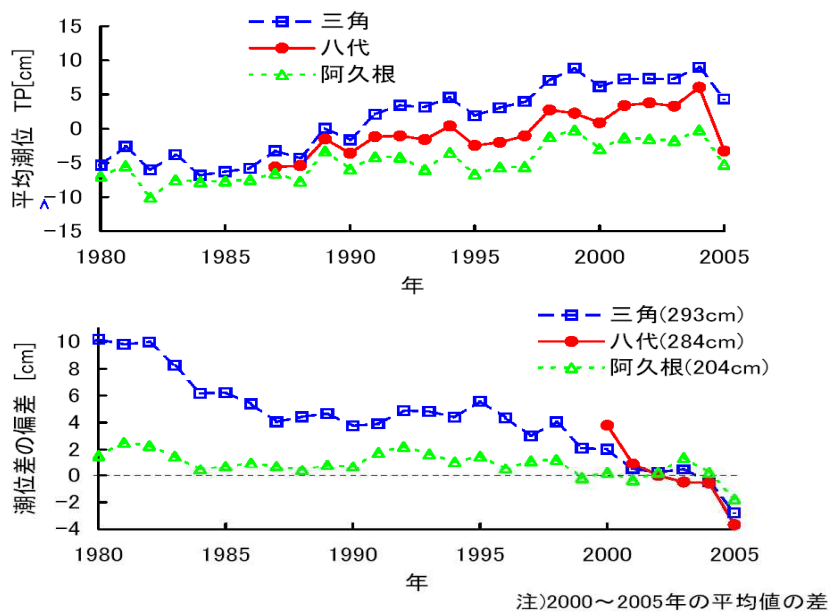 平均潮位 TP[cm]
15
10
5
0
-5
-10
-15
三角
八代
阿久根
1980 1985 1990 1995 2000 2005
年
潮位差の偏差 [cm]
10
8
6
4
2
0
-2
-4
三角(293cm)
八代(284cm)
阿久根(204cm)
1980 1985 1990 1995 2000 2005
年
注)2000～2005年の平均値の差